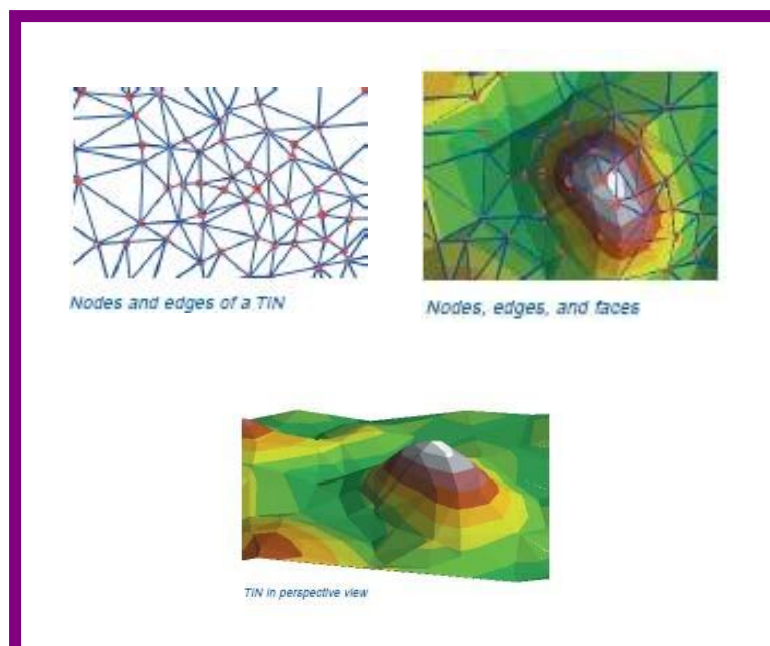 Nodes and edges of a TIN
Nodes, edges, and faces
TIN in perspective view